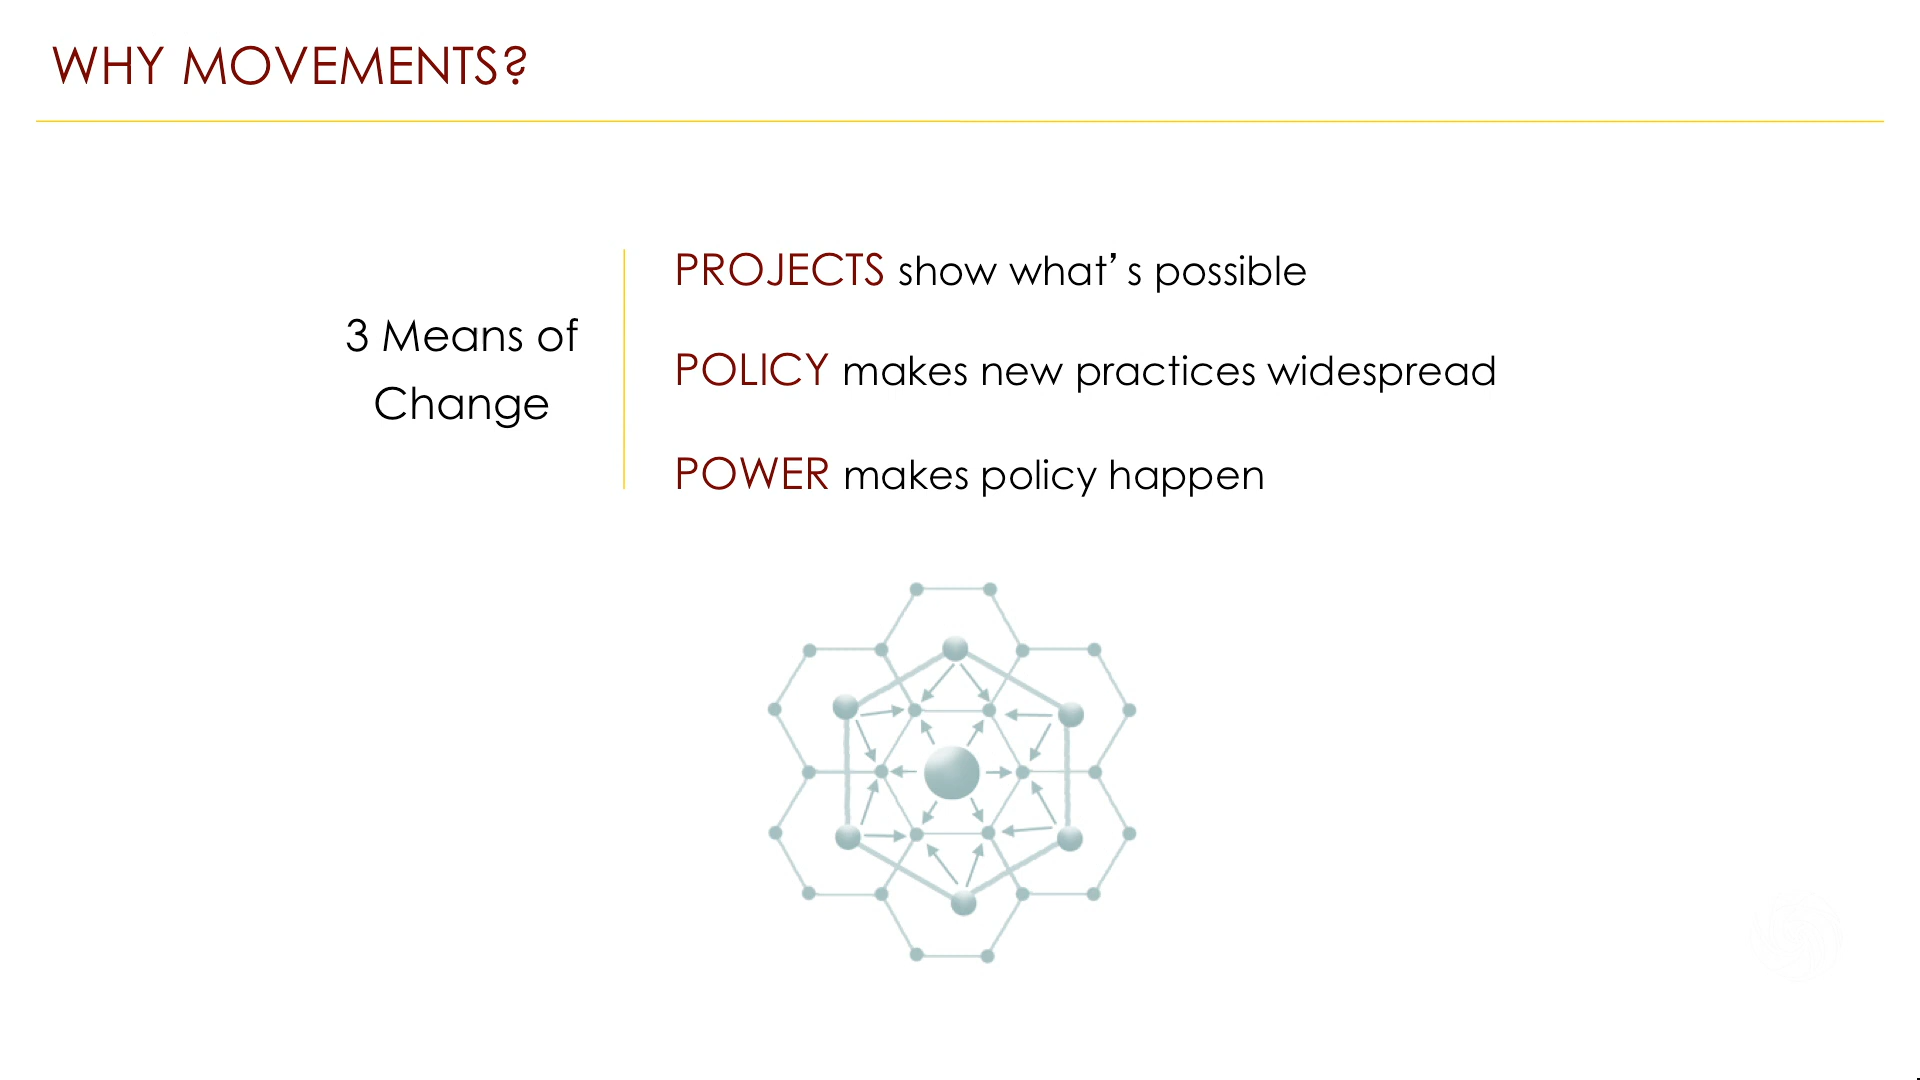 WHY MOVEMENTS?
3 Means of
Change
PROJECTS show what’s possible
POLICY makes new practices widespread
POWER makes policy happen